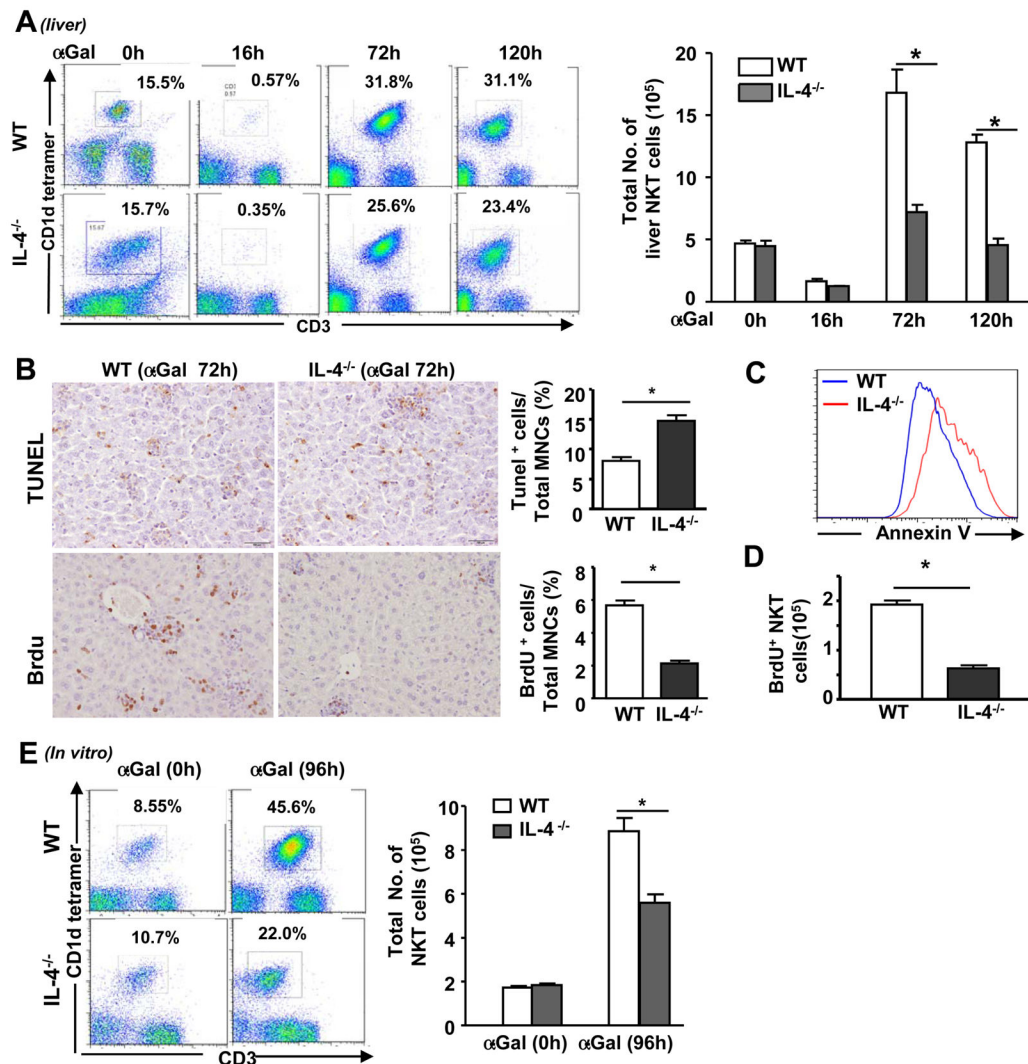 A (liver)
αGal 0h 16h 72h 120h
15.5% 0.57% 31.8% 31.1%
WT
15.7% 0.35% 25.6% 23.4%
15.67
IL-4-/-
CD1d tetramer
CD3
Total No. of
liver NKT cells (10⁵)
20
15
10
5
0
WT
IL-4-/-
*
*
αGal 0h 16h 72h 120h
B WT (αGal 72h) IL-4-/- (αGal 72h)
TUNEL
Brdu
Tunel + cells/
Total MNCs (%)
20
15
10
5
0
*
WT IL-4-/-
BrdU + cells/
Total MNCs (%)
8
6
4
2
0
*
WT IL-4-/-
C
WT
IL-4-/-
Annexin V
D
BrdU+ NKT
cells(10⁵)
2
1
0
*
WT IL-4-/-
E (In vitro)
αGal (0h) αGal (96h)
8.55% 45.6%
WT
10.7% 22.0%
IL-4-/-
CD1d tetramer
CD3
Total No. of
NKT cells (10⁵)
10
8
6
4
2
0
WT
IL-4 -/-
*
αGal (0h) αGal (96h)